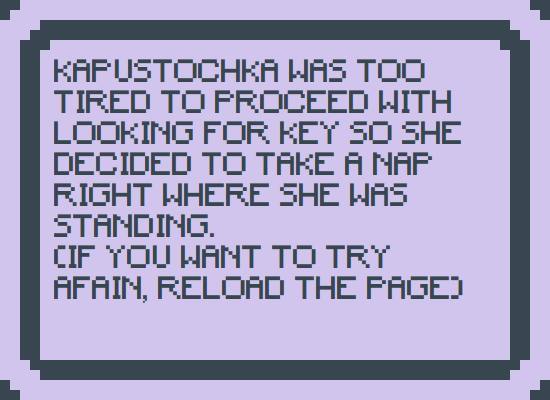 KAPUSTOCHKA WAS TOO
TIRED TO PROCEED WITH
LOOKING FOR KEY SO SHE
DECIDED TO TAKE A NAP
RIGHT WHERE SHE WAS
STANDING.
(IF YOU WANT TO TRY
AFAIN, RELOAD THE PAGE)